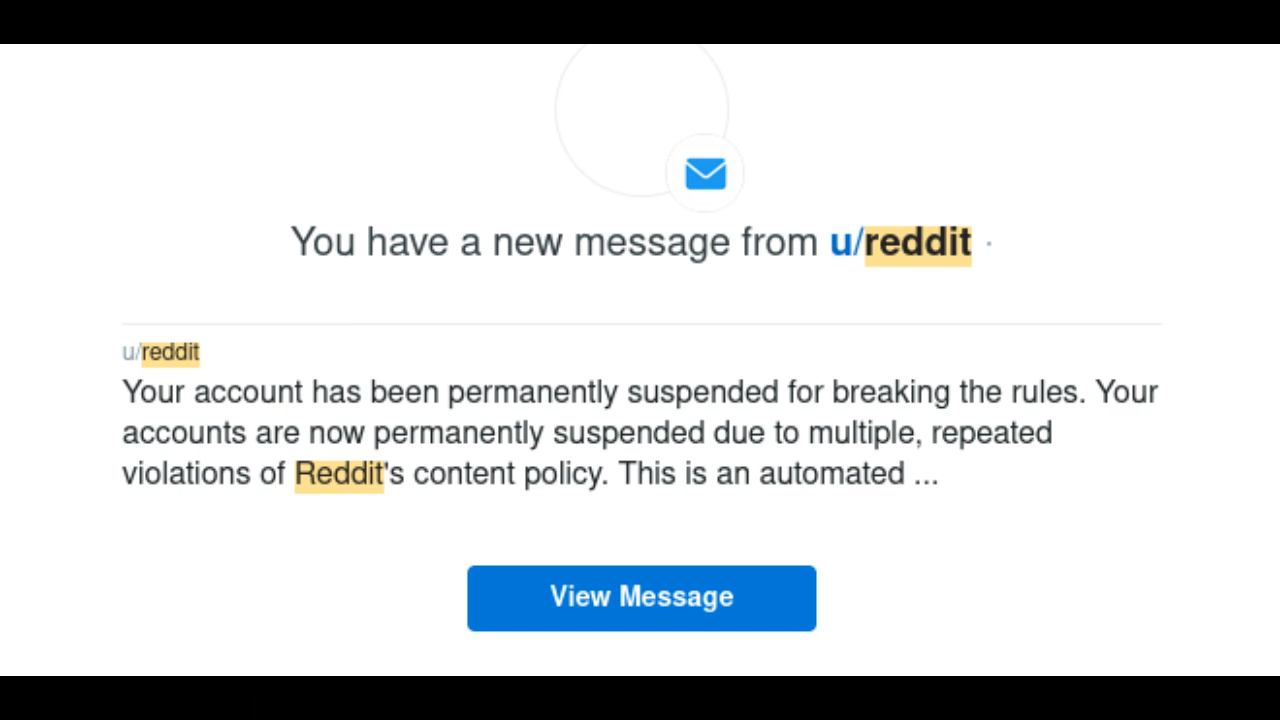 You have a new message from u/reddit ·
u/reddit
Your account has been permanently suspended for breaking the rules. Your
accounts are now permanently suspended due to multiple, repeated
violations of Reddit's content policy. This is an automated ...
View Message